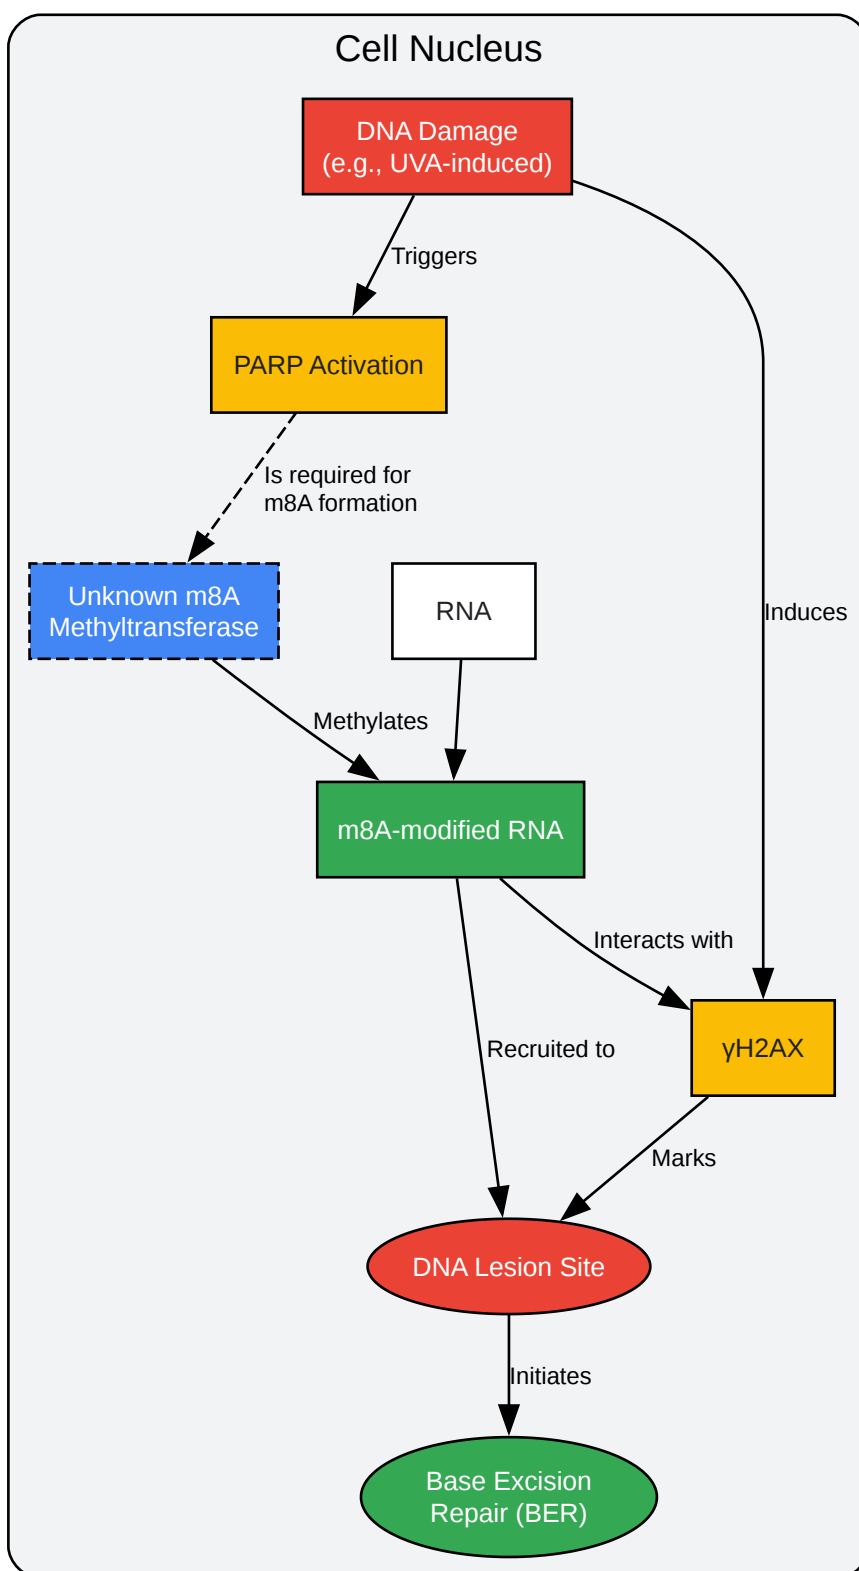 Cell Nucleus
DNA Damage
(e.g., UVA-induced)
Triggers
PARP Activation
Is required for
m8A formation
Unknown m8A
Methyltransferase
RNA
Induces
Methylates
m8A-modified RNA
Interacts with
Recruited to
γH2AX
Marks
DNA Lesion Site
Initiates
Base Excision
Repair (BER)